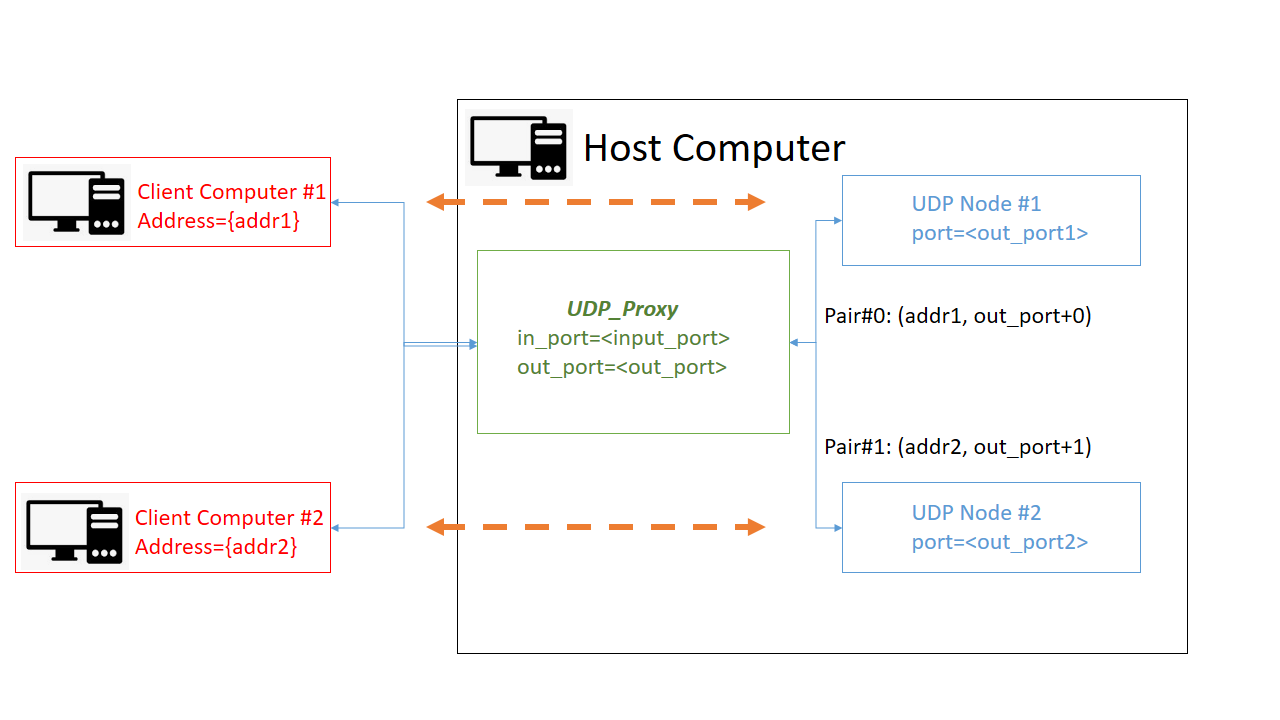 Host Computer
Client Computer #1
Address={addr1}
UDP Node #1
port=<out_port1>
UDP_Proxy
in_port=<input_port>
out_port=<out_port>
Pair#0: (addr1, out_port+0)
Pair#1: (addr2, out_port+1)
Client Computer #2
Address={addr2}
UDP Node #2
port=<out_port2>